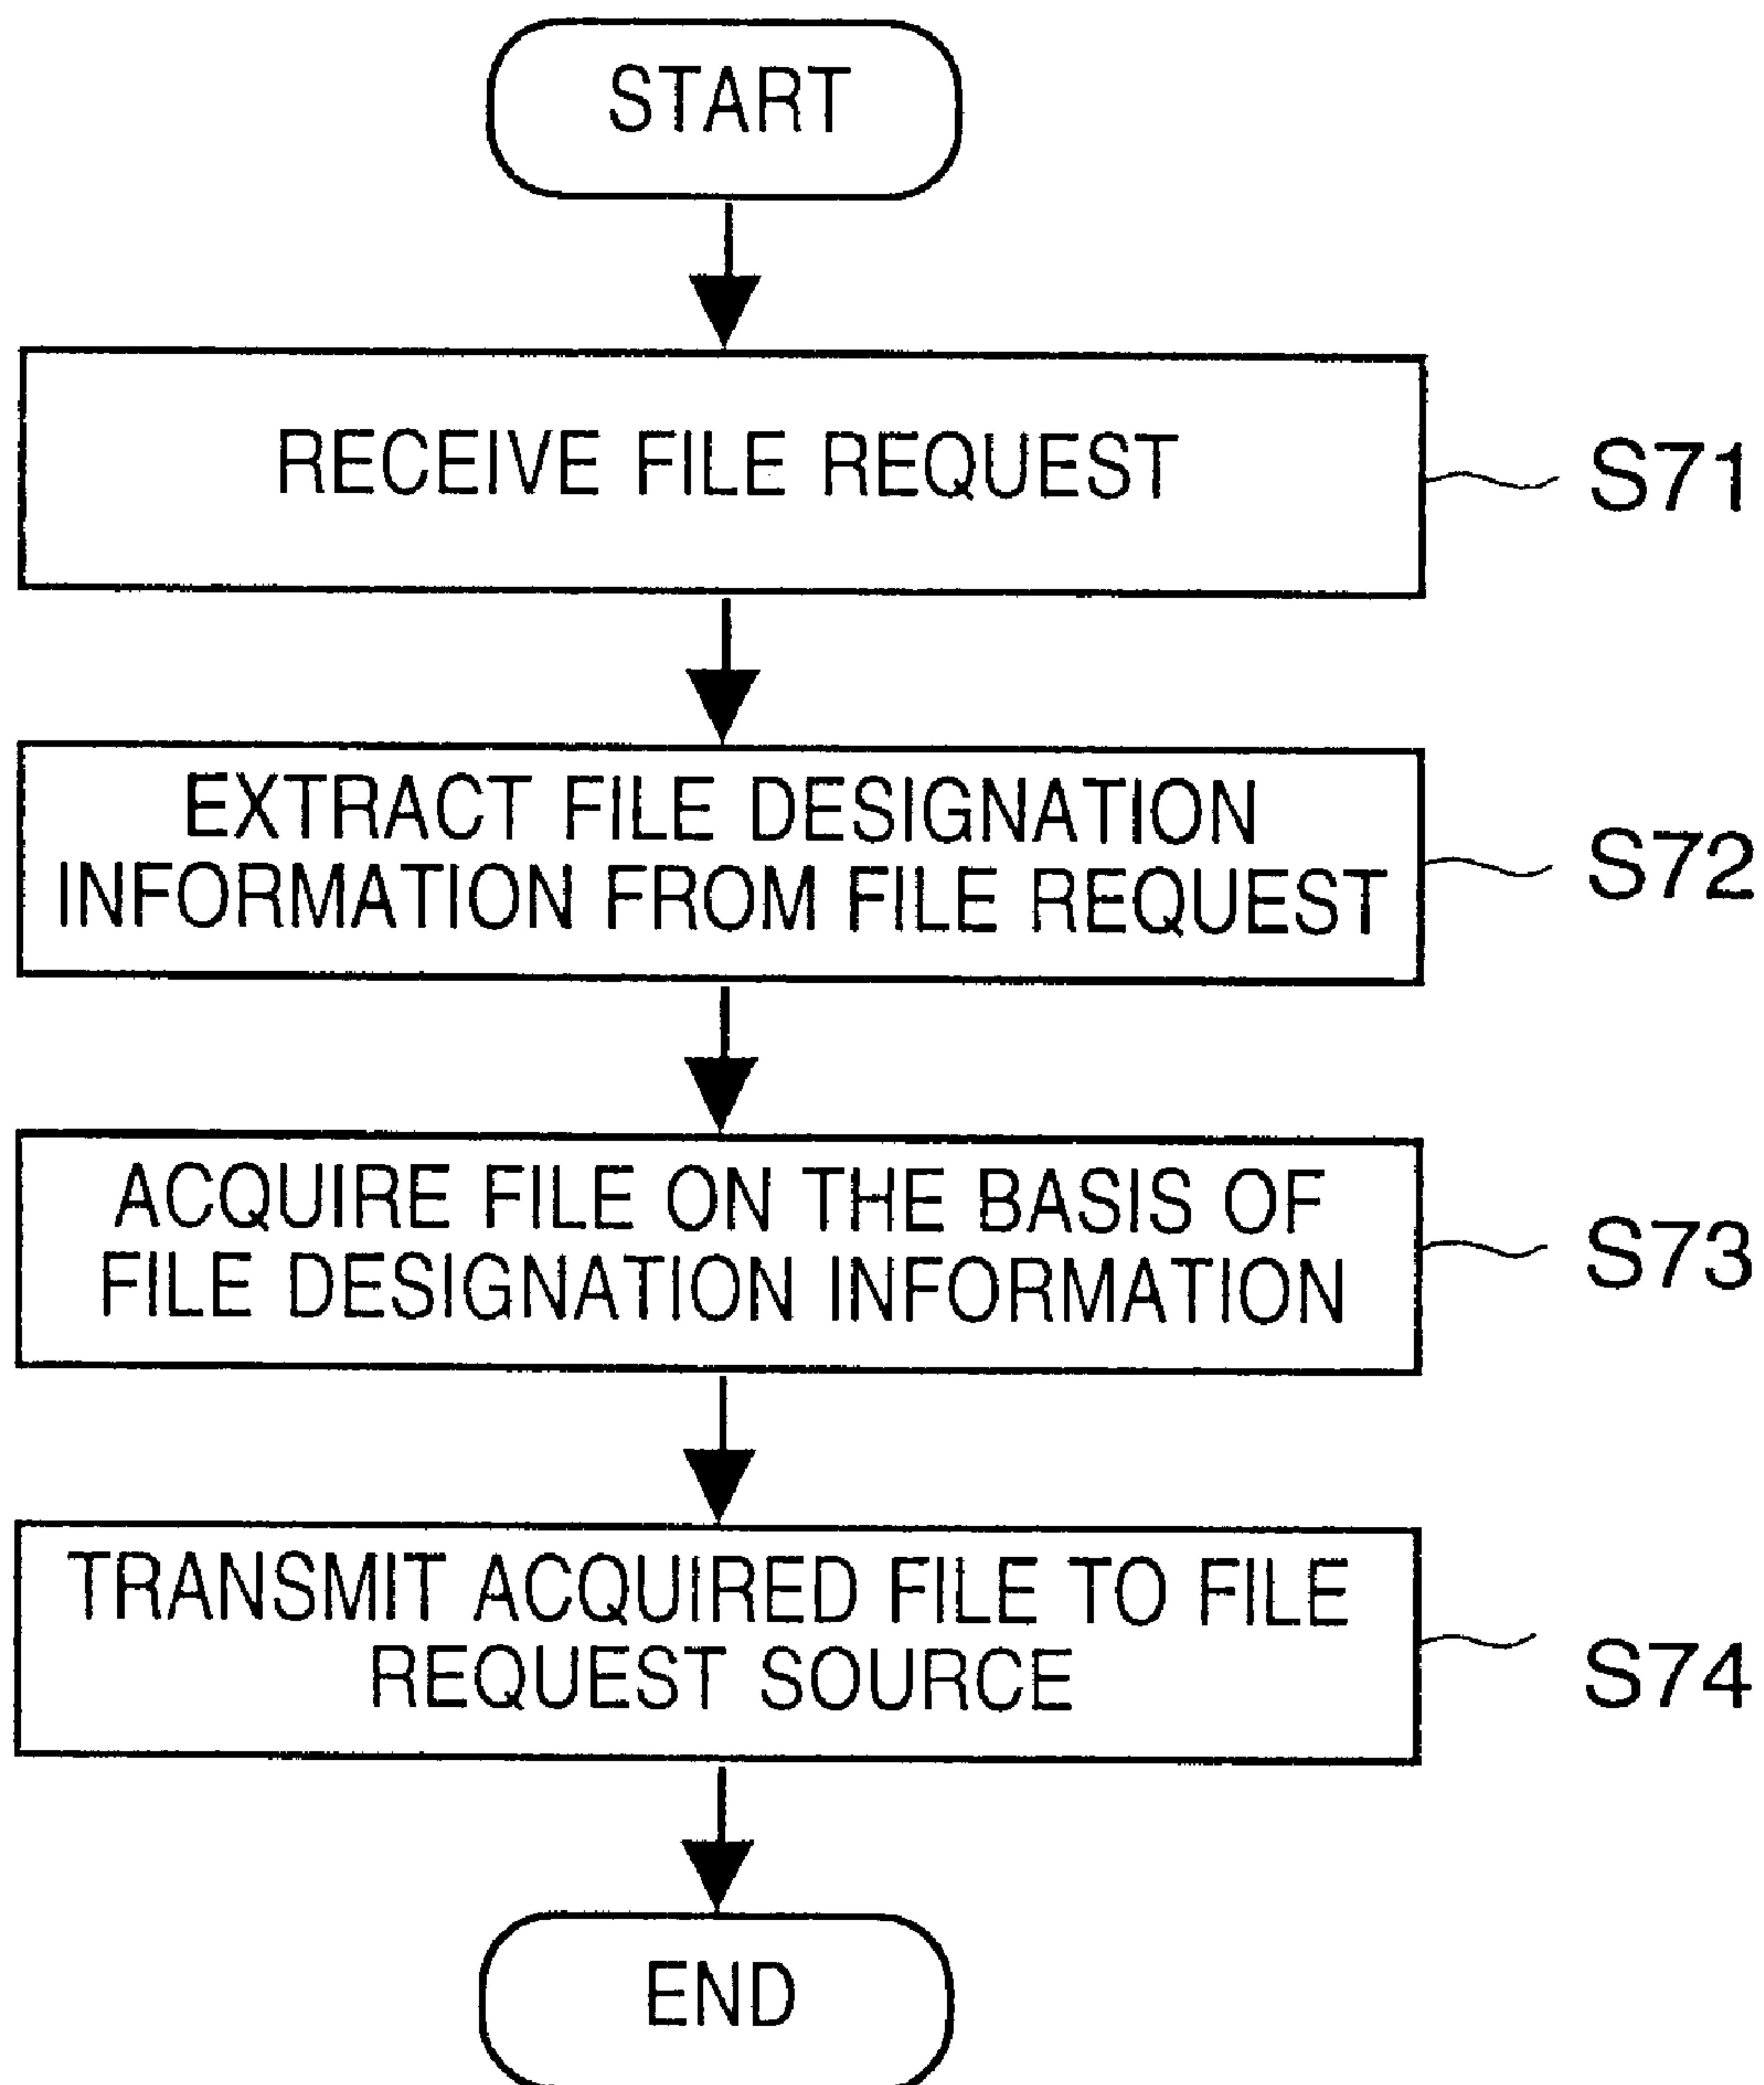 START
RECEIVE FILE REQUEST
S71
EXTRACT FILE DESIGNATION
INFORMATION FROM FILE REQUEST
S72
ACQUIRE FILE ON THE BASIS OF
FILE DESIGNATION INFORMATION
S73
TRANSMIT ACQUIRED FILE TO FILE
REQUEST SOURCE
S74
END